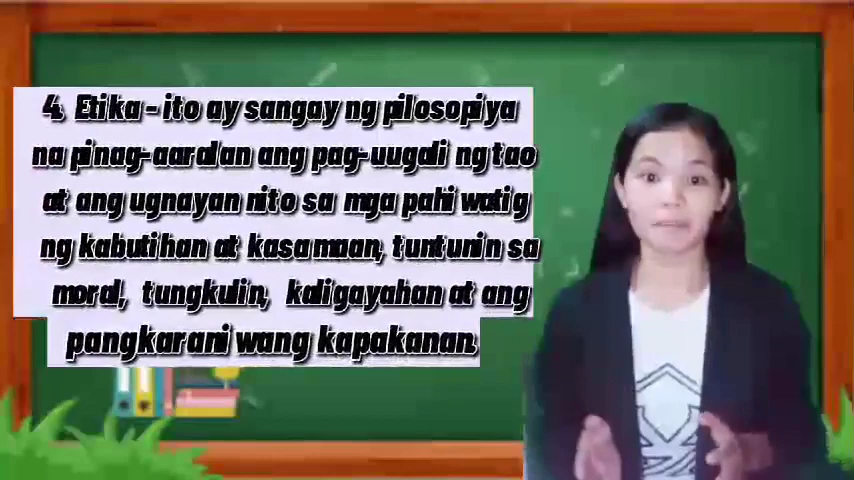 4. Etika - ito ay sangay ng pilosopiya
na pinag-aaralan ang pag-uugali ng tao
at ang ugnayan nito sa mga pahiwatig
ng kabutihan at kasamaan, tuntunin sa
moral, tungkulin, kaligayahan at ang
pangkaraniwang kapakanan.